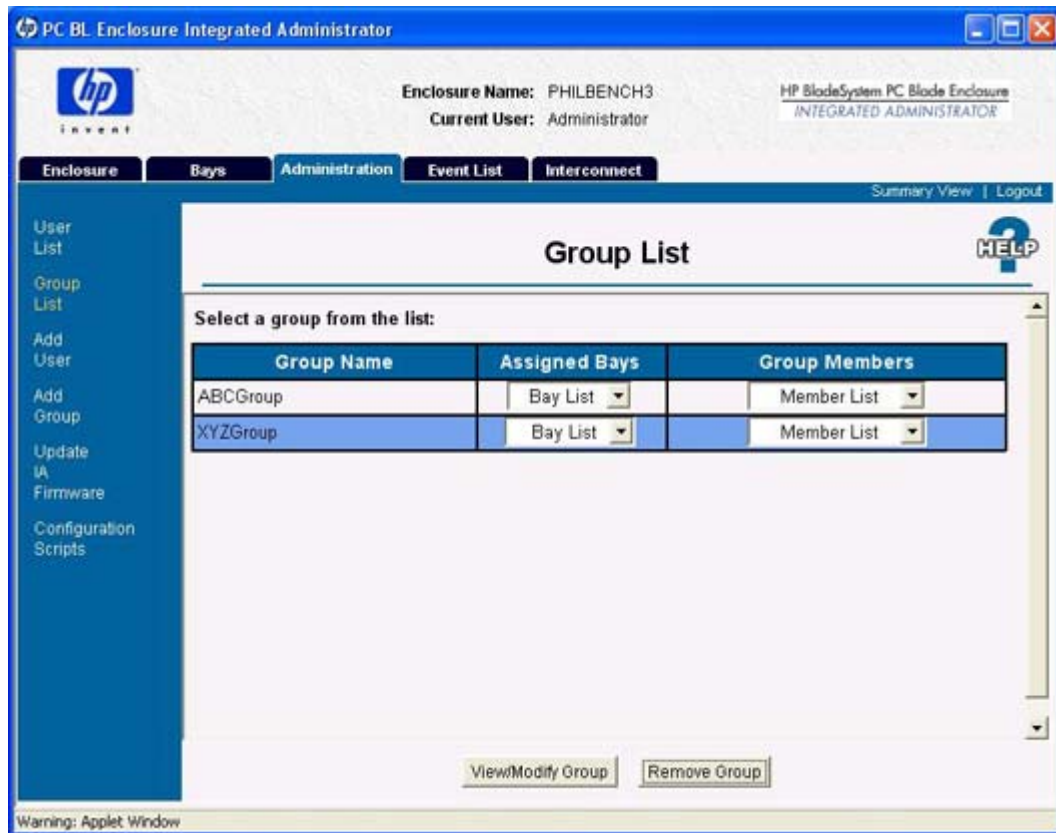 PC BL Enclosure Integrated Administrator
hp
invent
Enclosure Name: PHILBENCH3
Current User: Administrator
HP BladeSystem PC Blade Enclosure
INTEGRATED ADMINISTRATOR
Enclosure Bays Administration Event List Interconnect
Summary View | Logout
User
List
Group
List
Add
User
Add
Group
Update
IA
Firmware
Configuration
Scripts
Group List
HELP
Select a group from the list:
Group Name Assigned Bays Group Members
ABCGroup Bay List Member List
XYZGroup Bay List Member List
View/Modify Group Remove Group
Warning: Applet Window